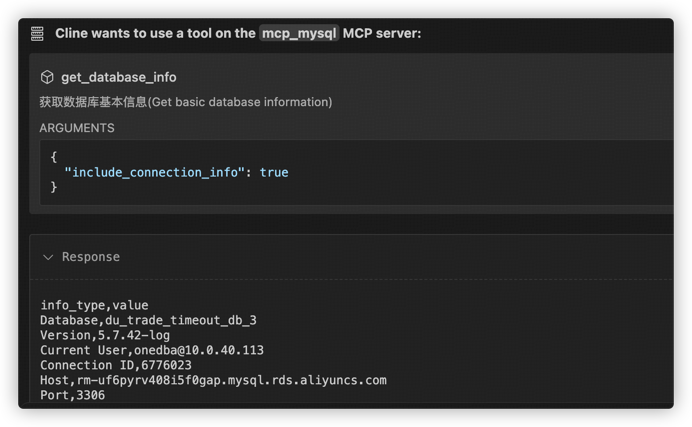 Cline wants to use a tool on the mcp_mysql MCP server:
get_database_info
获取数据库基本信息(Get basic database information)
ARGUMENTS
{
"include_connection_info": true
}
Response
info_type,value
Database,du_trade_timeout_db_3
Version,5.7.42-log
Current User,onedba@10.0.40.113
Connection ID,6776023
Host,rm-uf6pyrv408i5f0gap.mysql.rds.aliyuncs.com
Port,3306